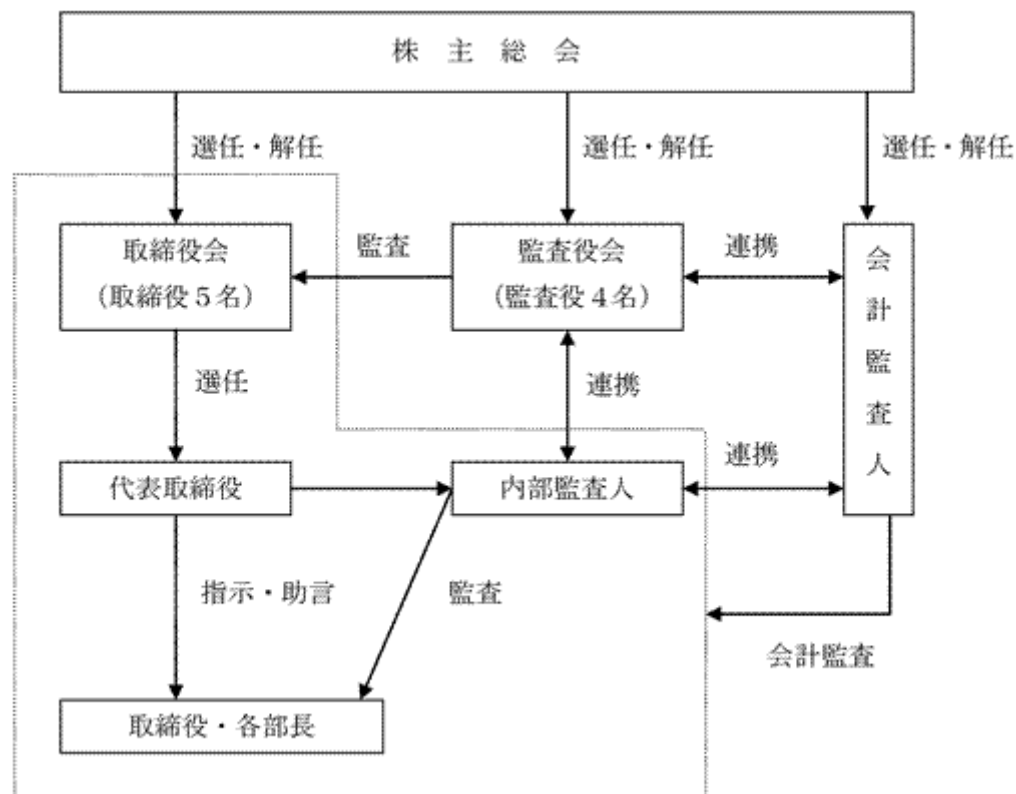 株 主 総 会
選任・解任
選任・解任
選任・解任
取締役会
(取締役5名)
監査
監査役会
(監査役4名)
連携
会計監査人
選任
連携
代表取締役
内部監査人
連携
指示・助言
監査
会計監査
取締役・各部長